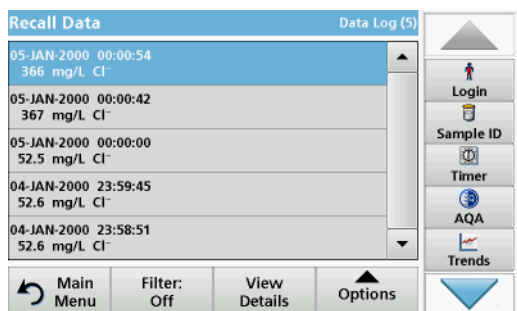 Recall Data
Data Log (5)
05-JAN-2000 00:00:54
366 mg/L Cl⁻
05-JAN-2000 00:00:42
367 mg/L Cl⁻
05-JAN-2000 00:00:00
52.5 mg/L Cl⁻
04-JAN-2000 23:59:45
52.6 mg/L Cl⁻
04-JAN-2000 23:58:51
52.6 mg/L Cl⁻
Main
Menu
Filter:
Off
View
Details
Options
Login
Sample ID
Timer
AQA
Trends